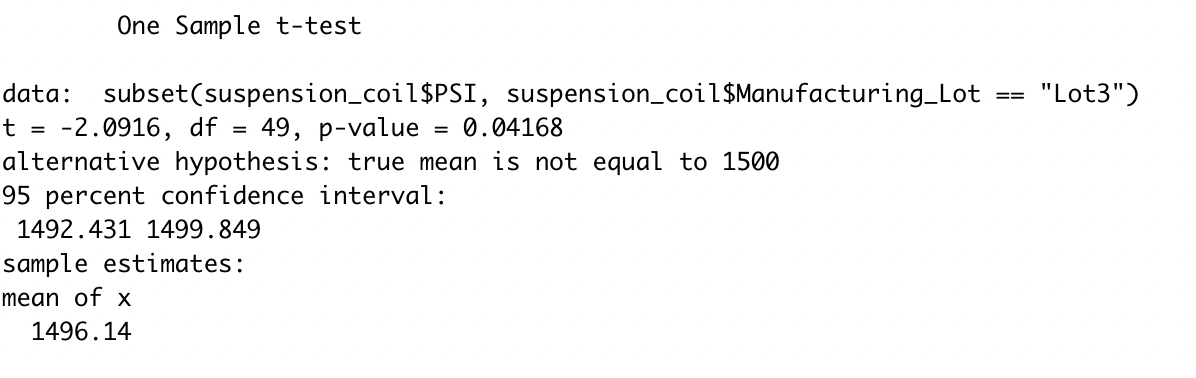 One Sample t-test
data:  subset(suspension_coil$PSI, suspension_coil$Manufacturing_Lot == "Lot3")
t = -2.0916, df = 49, p-value = 0.04168
alternative hypothesis: true mean is not equal to 1500
95 percent confidence interval:
1492.431 1499.849
sample estimates:
mean of x
1496.14